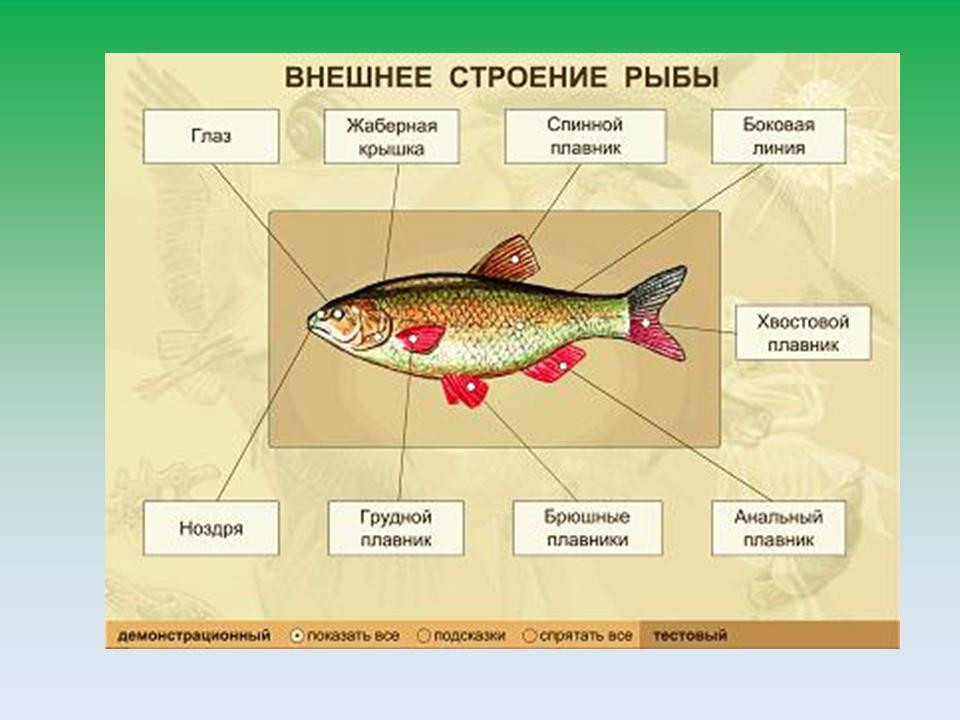 ВНЕШНЕЕ СТРОЕНИЕ РЫБЫ
Глаз
Жаберная
крышка
Спинной
плавник
Боковая
линия
Хвостовой
плавник
Ноздря
Грудной
плавник
Брюшные
плавники
Анальный
плавник
демонстрационный показать все подсказки спрятать все тестовый